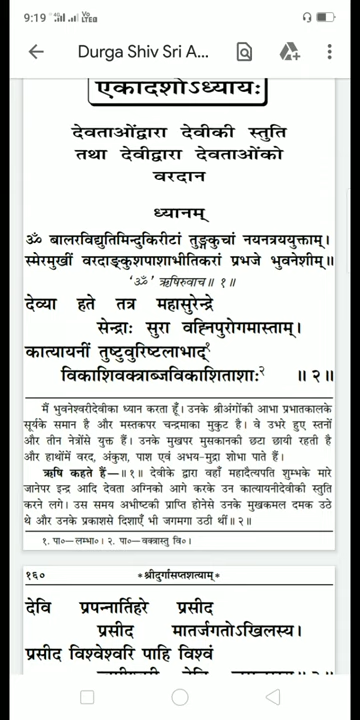 9:19
Durga Shiv Sri A...
एकादशोऽध्यायः
देवताओंद्वारा देवीकी स्तुति
तथा देवीद्वारा देवताओंको
वरदान
ध्यानम्
ॐ बालरविद्युतिमिन्दुकिरीटां तुङ्गकुचां नयनत्रययुक्ताम्।
स्मेरमुखीं वरदाङ्कुशपाशाभीतिकरां प्रभजे भुवनेशीम्॥
'ॐ' ऋषिरुवाच॥ १॥
देव्या हते तत्र महासुरेन्द्रे
सेन्द्राः सुरा वह्निपुरोगमास्ताम्।
कात्यायनीं तुष्टुवुरिष्टलाभाद्१
विकाशिवक्त्राब्जविकाशिताशाः२ ॥ २॥
मैं भुवनेश्वरीदेवीका ध्यान करता हूँ। उनके श्रीअंगोंकी आभा प्रभातकालके
सूर्यके समान है और मस्तकपर चन्द्रमाका मुकुट है। वे उभरे हुए स्तनों
और तीन नेत्रोंसे युक्त हैं। उनके मुखपर मुसकानकी छटा छायी रहती है
और हाथोंमें वरद, अंकुश, पाश एवं अभय-मुद्रा शोभा पाते हैं।
ऋषि कहते हैं—॥१॥ देवीके द्वारा वहाँ महादैत्यपति शुम्भके मारे
जानेपर इन्द्र आदि देवता अग्निको आगे करके उन कात्यायनीदेवीकी स्तुति
करने लगे। उस समय अभीष्टकी प्राप्ति होनेसे उनके मुखकमल दमक उठे
थे और उनके प्रकाशसे दिशाएँ भी जगमगा उठी थीं॥२॥
१. पा०—लम्भा०। २. पा०—वक्त्रास्तु वि०।
१६०
*श्रीदुर्गासप्तशत्याम्*
देवि प्रपन्नार्तिहरे प्रसीद
प्रसीद मातर्जगतोऽखिलस्य।
प्रसीद विश्वेश्वरि पाहि विश्वं